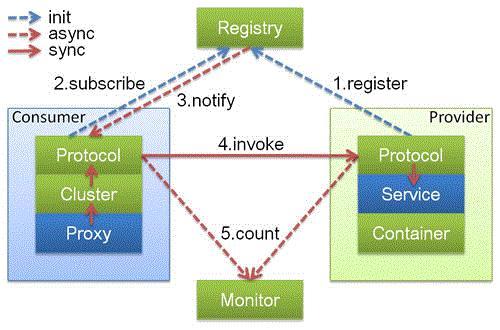 init
async
sync
Registry
2.subscribe
1.register
3.notify
Consumer
Provider
Protocol
4.invoke
Protocol
Cluster
Service
Proxy
5.count
Container
Monitor